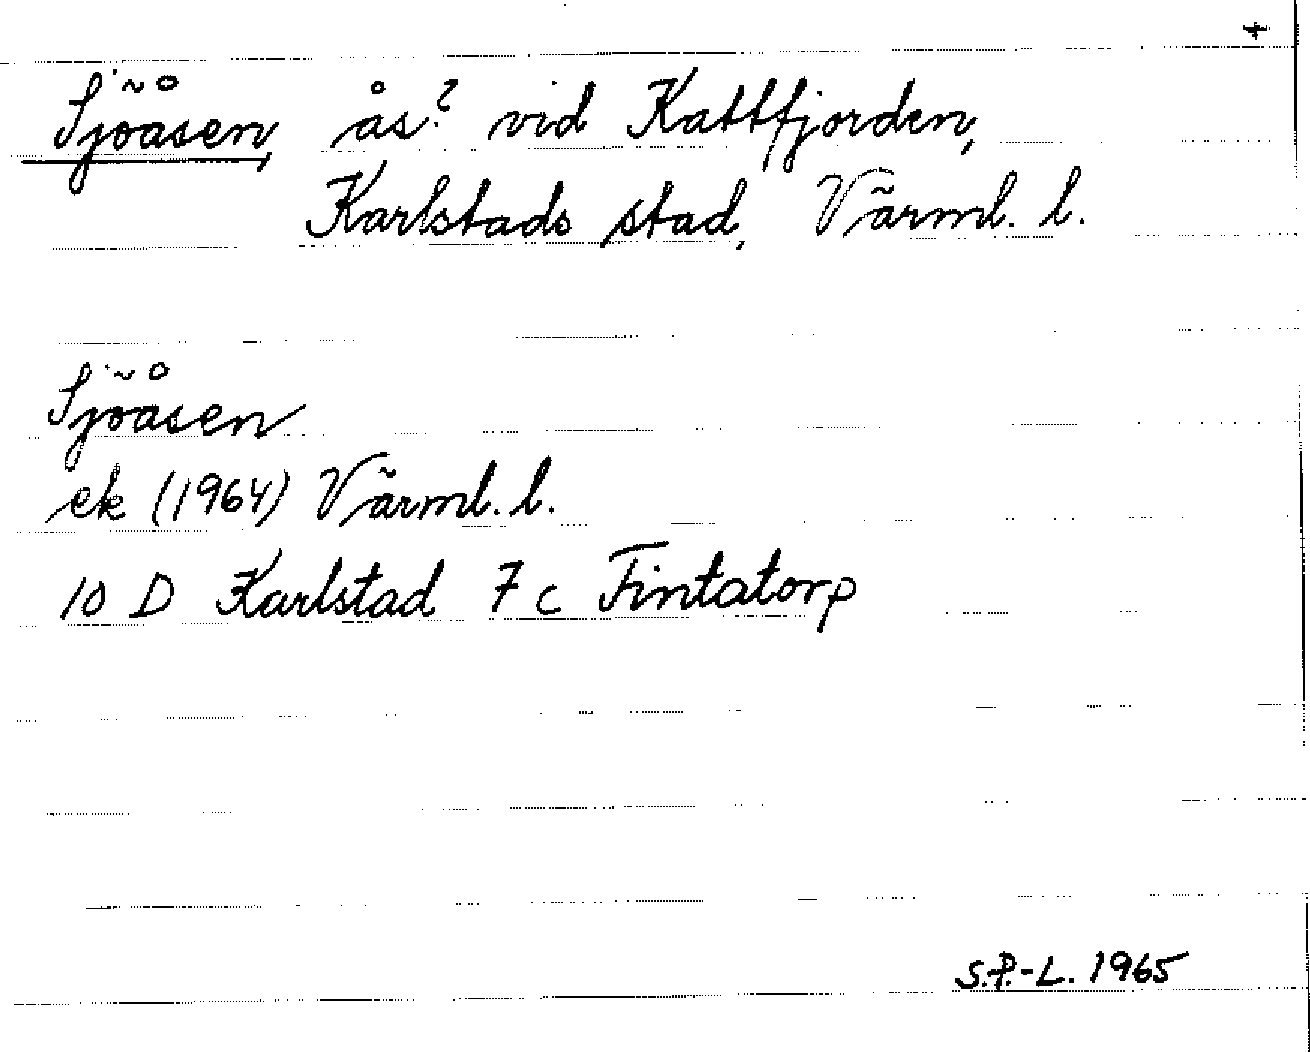 Sjöåsen, ås? vid Kattfjorden,
Karlstads stad, Värml. l.
Sjöåsen
ek (1964) Värml. l.
10 D Karlstad 7 c Fintatorp
S.P.-L. 1965